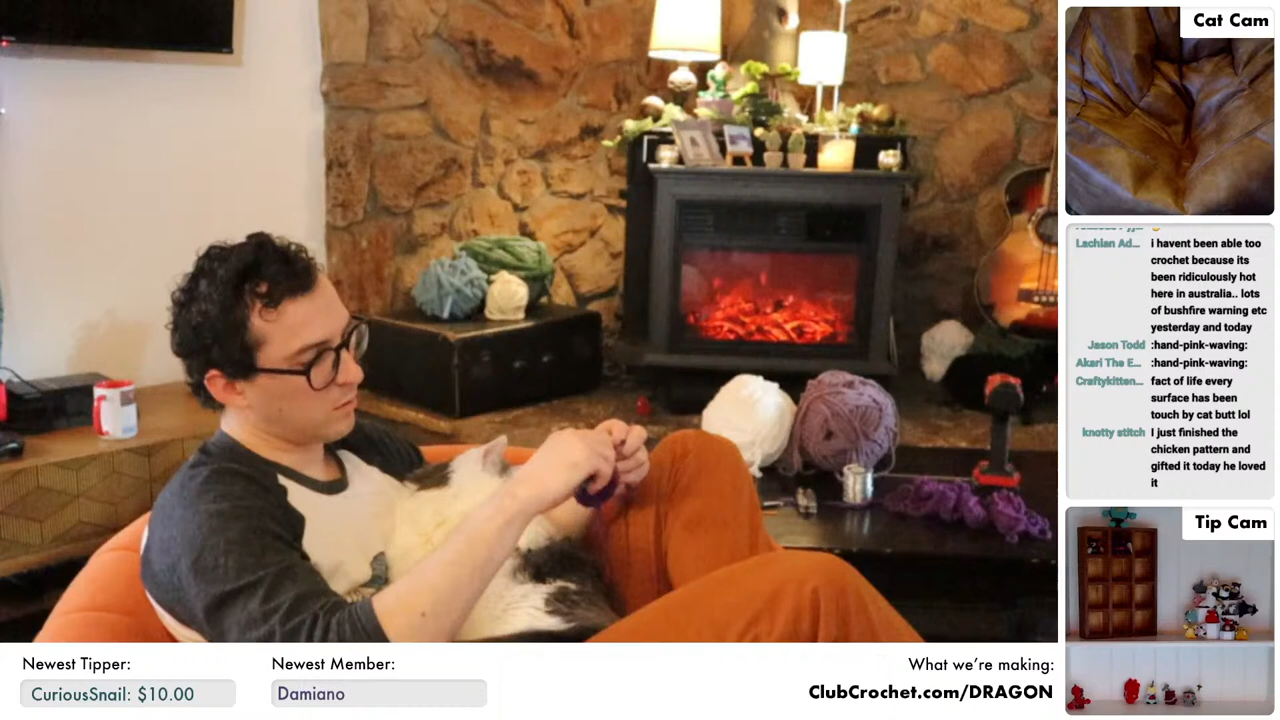 Cat Cam
Lachlan Ad... i havent been able too
crochet because its
been ridiculously hot
here in australia.. lots
of bushfire warning etc
yesterday and today
Jason Todd :hand-pink-waving:
Akari The E... :hand-pink-waving:
Craftykitten... fact of life every
surface has been
touch by cat butt lol
knotty stitch I just finished the
chicken pattern and
gifted it today he loved
it
Tip Cam
Newest Tipper:
CuriousSnail: $10.00
Newest Member:
Damiano
What we're making:
ClubCrochet.com/DRAGON